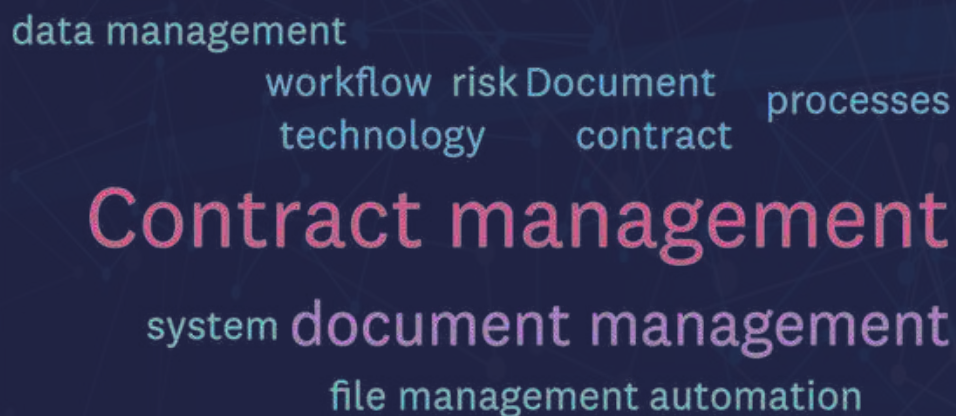 data management
workflow risk Document
processes
technology contract
Contract management
system document management
file management automation